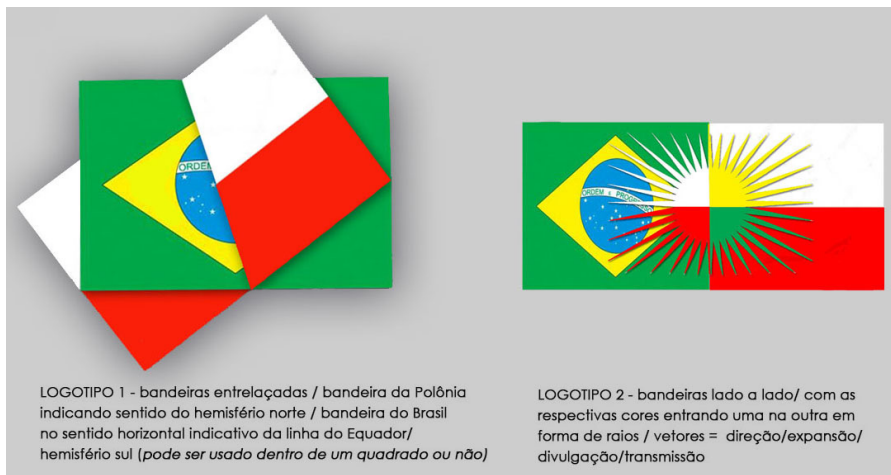 ORDEM
ORDEM E PROGRESSO
LOGOTIPO 1 - bandeiras entrelaçadas / bandeira da Polônia
indicando sentido do hemisfério norte / bandeira do Brasil
no sentido horizontal indicativo da linha do Equador/
hemisfério sul (pode ser usado dentro de um quadrado ou não)
LOGOTIPO 2 - bandeiras lado a lado/ com as
respectivas cores entrando uma na outra em
forma de raios / vetores = direção/expansão/
divulgação/transmissão